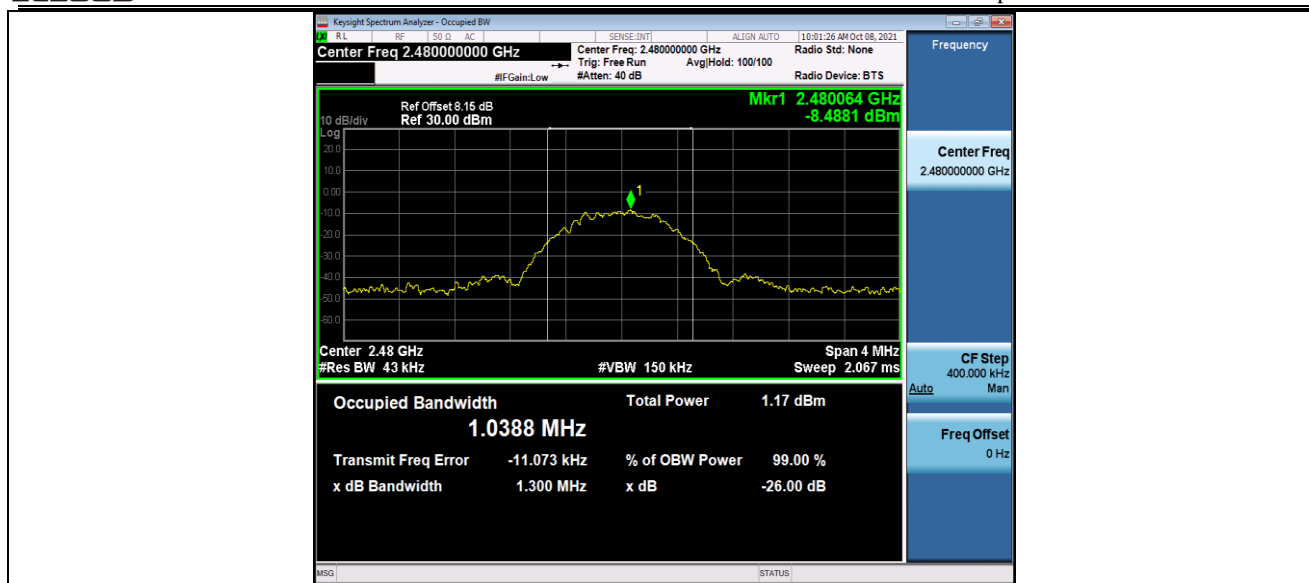 Keysight Spectrum Analyzer - Occupied BW
LXI RL RF 50 Ω AC SENSE:INT ALIGN AUTO 10:01:26 AM Oct 08, 2021
Center Freq 2.480000000 GHz
Center Freq: 2.480000000 GHz
Radio Std: None
Trig: Free Run Avg|Hold: 100/100
#IFGain:Low
#Atten: 40 dB
Radio Device: BTS
Frequency
Mkr1 2.480064 GHz
-8.4881 dBm
Ref Offset 8.15 dB
10 dB/div Ref 30.00 dBm
Log
20.0
10.0
0.00
-10.0
-20.0
-30.0
-40.0
-50.0
-60.0
1
Center 2.48 GHz Span 4 MHz
#Res BW 43 kHz #VBW 150 kHz Sweep 2.067 ms
Occupied Bandwidth Total Power 1.17 dBm
1.0388 MHz
Transmit Freq Error -11.073 kHz % of OBW Power 99.00 %
x dB Bandwidth 1.300 MHz x dB -26.00 dB
Center Freq
2.480000000 GHz
CF Step
400.000 kHz
Auto Man
Freq Offset
0 Hz
MSG STATUS